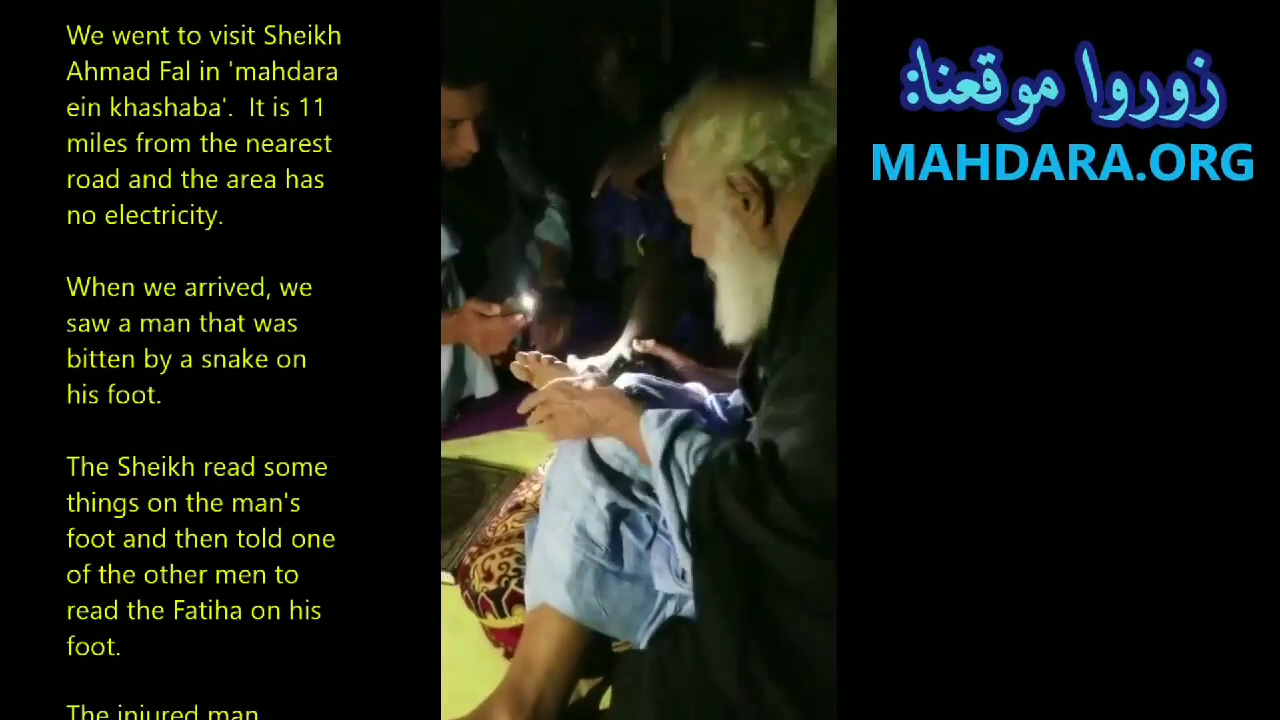 We went to visit Sheikh
Ahmad Fal in 'mahdara
ein khashaba'.  It is 11
miles from the nearest
road and the area has
no electricity.
When we arrived, we
saw a man that was
bitten by a snake on
his foot.
The Sheikh read some
things on the man's
foot and then told one
of the other men to
read the Fatiha on his
foot.
The injured man
زوروا موقعنا:
MAHDARA.ORG